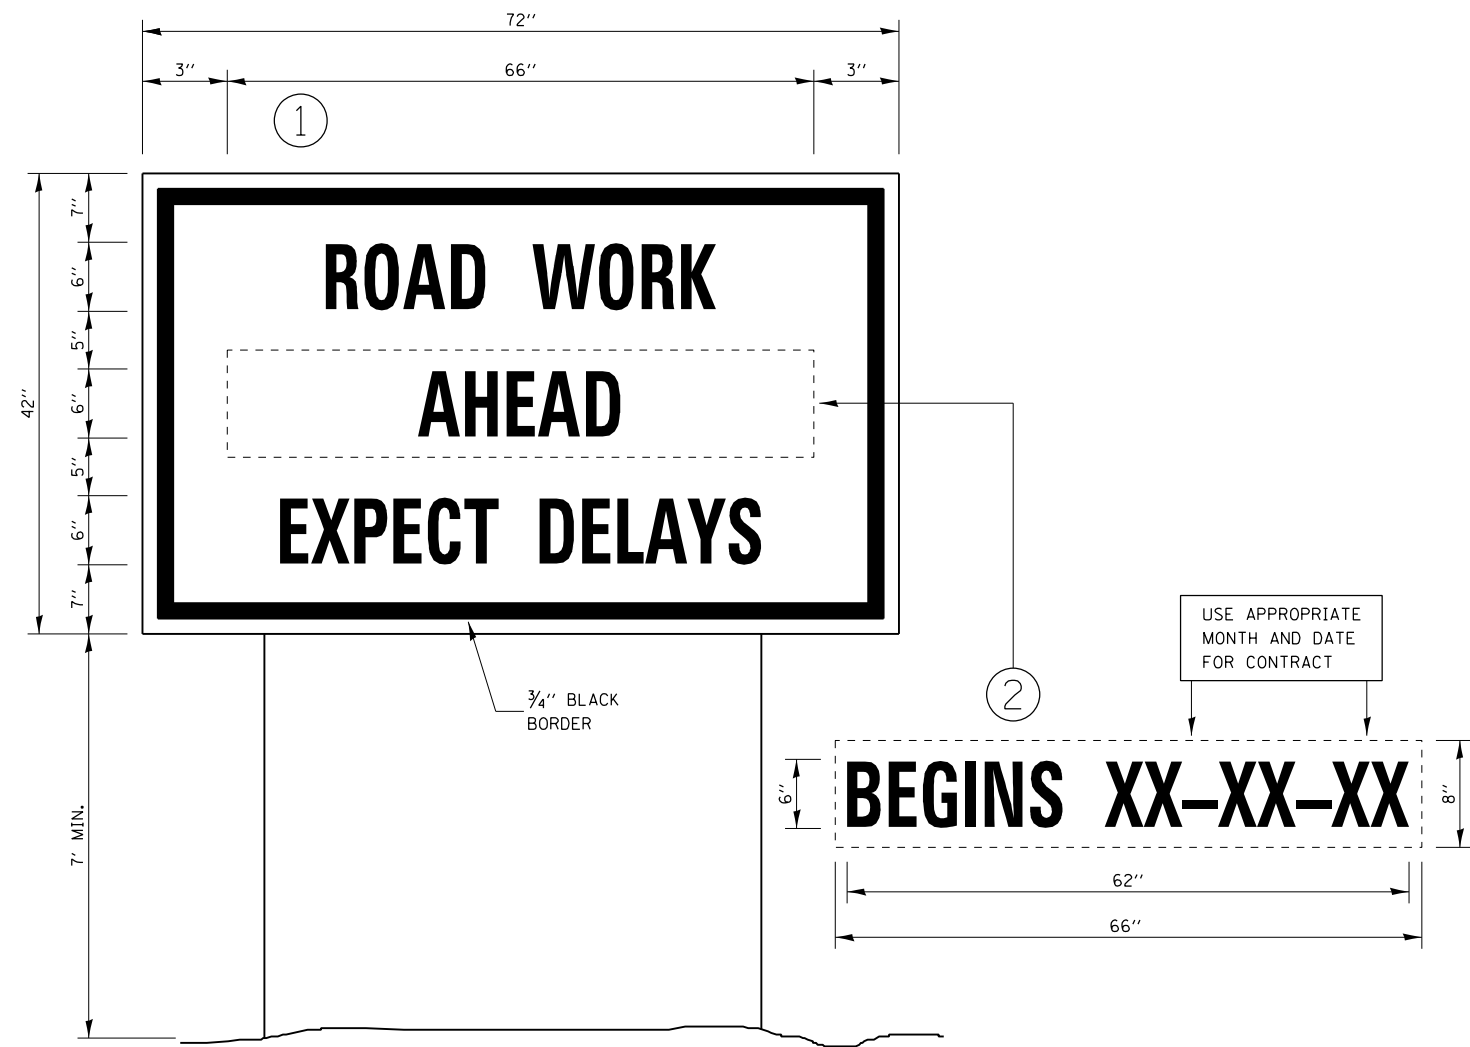 72''
3'' 66'' 3''
1
7''
6''
5''
6''
5''
6''
7''
42''
7' MIN.
ROAD WORK
AHEAD
EXPECT DELAYS
3/4'' BLACK
BORDER
2
USE APPROPRIATE
MONTH AND DATE
FOR CONTRACT
6''
BEGINS XX-XX-XX
8''
62''
66''